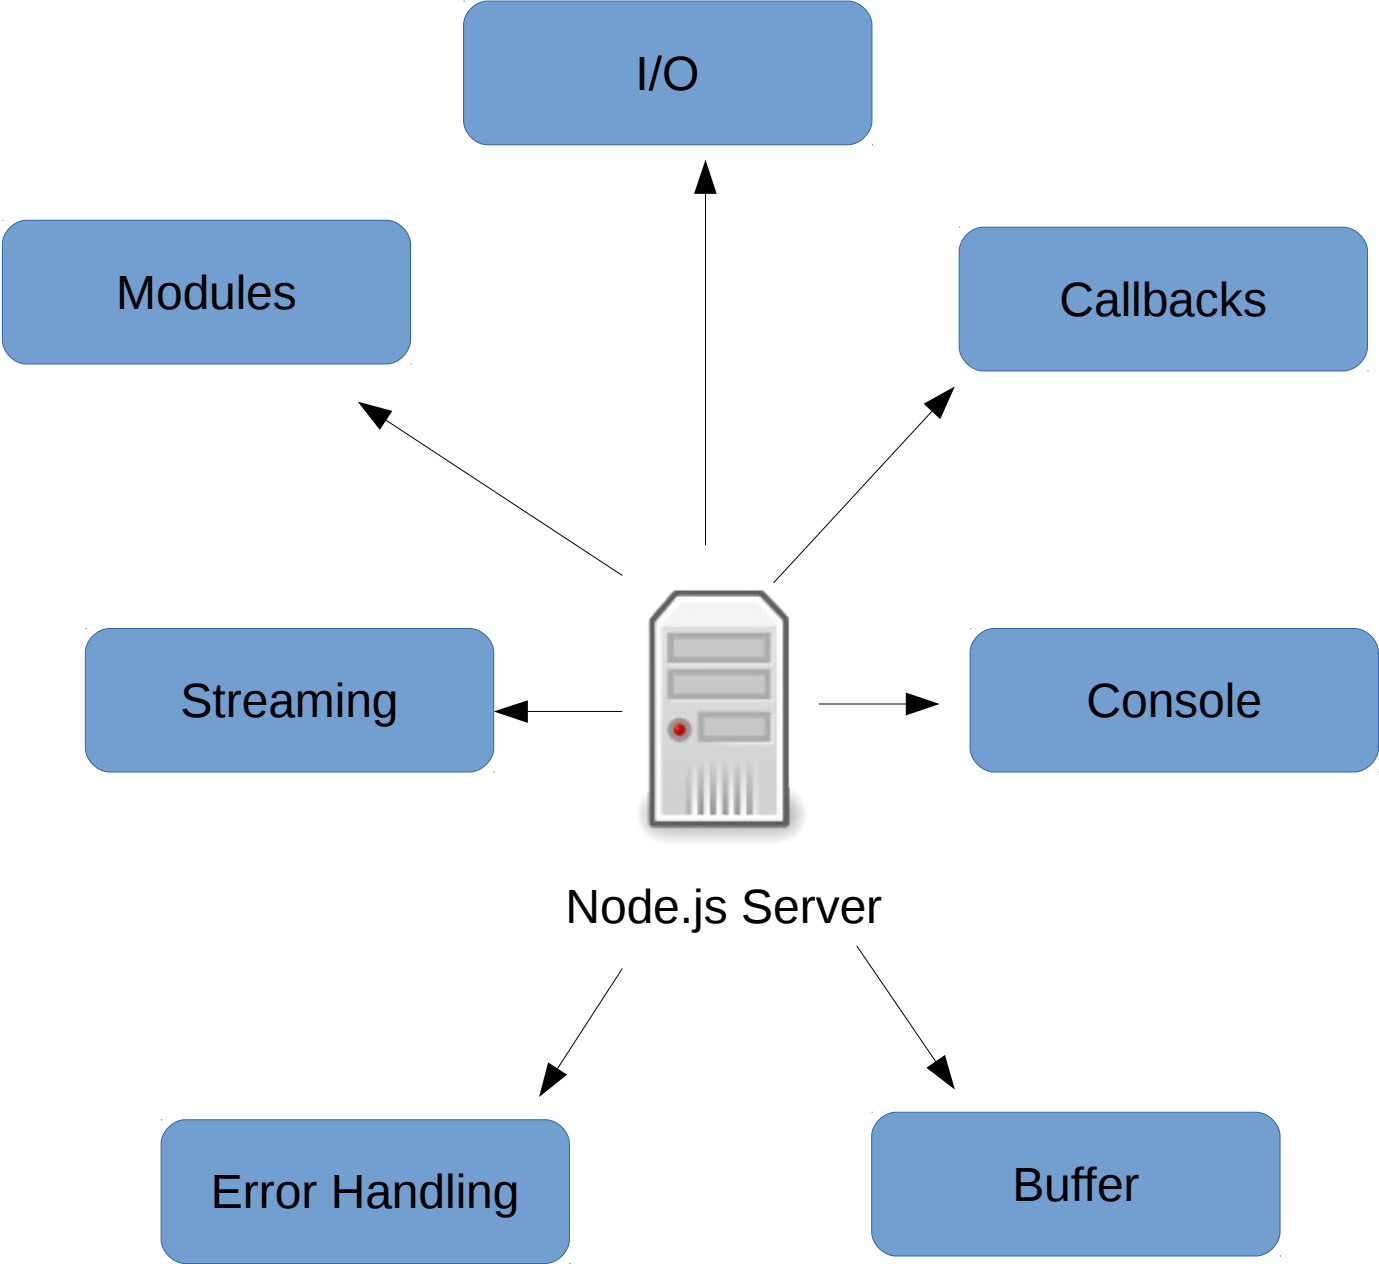 I/O
Modules
Callbacks
Streaming
Console
Node.js Server
Error Handling
Buffer